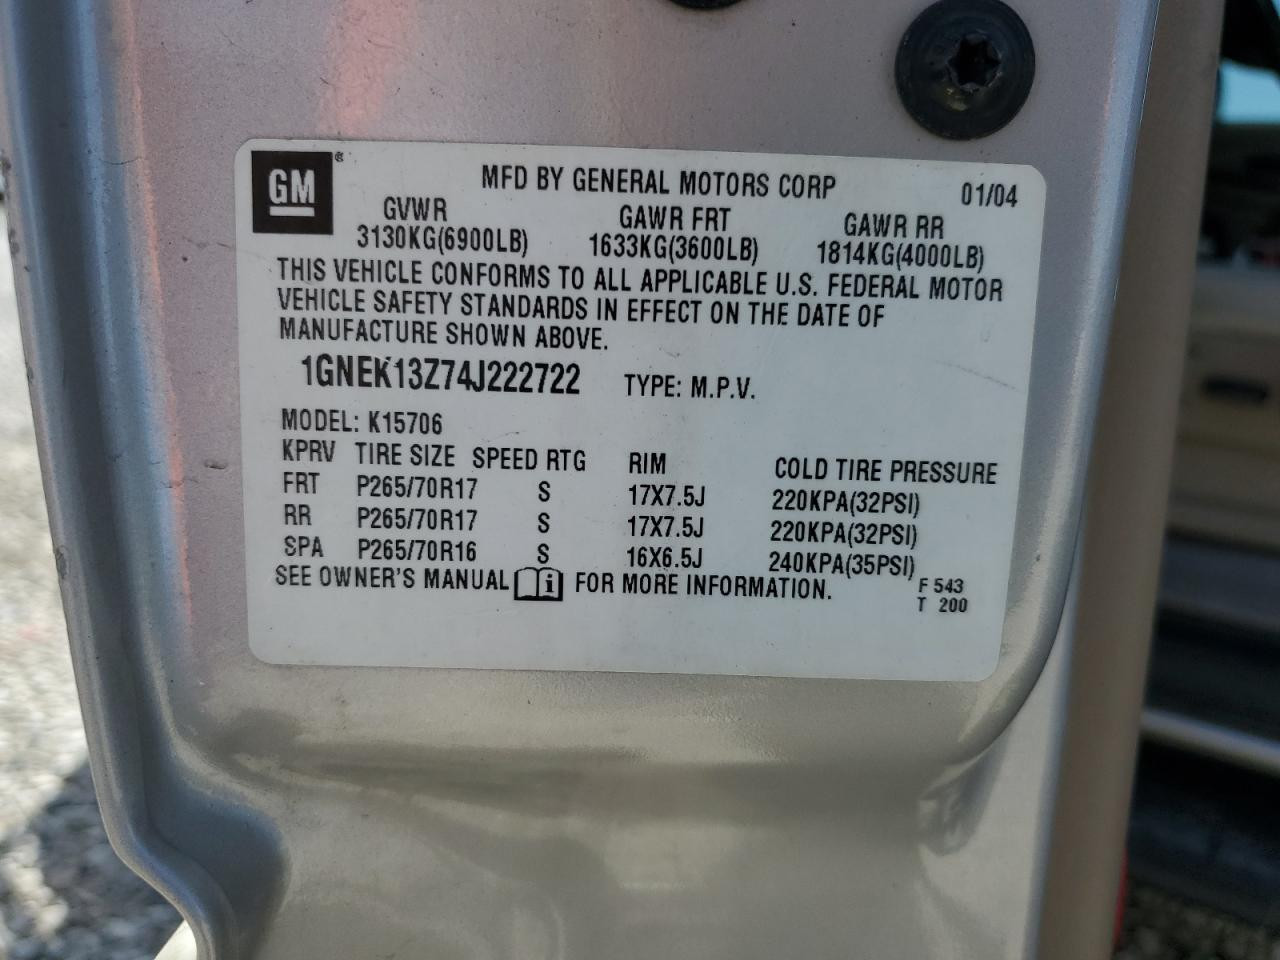 GM ® MFD BY GENERAL MOTORS CORP 01/04
GVWR GAWR FRT GAWR RR
3130KG(6900LB) 1633KG(3600LB) 1814KG(4000LB)
THIS VEHICLE CONFORMS TO ALL APPLICABLE U.S. FEDERAL MOTOR
VEHICLE SAFETY STANDARDS IN EFFECT ON THE DATE OF
MANUFACTURE SHOWN ABOVE.
1GNEK13Z74J222722 TYPE: M.P.V.
MODEL: K15706
KPRV TIRE SIZE SPEED RTG RIM COLD TIRE PRESSURE
FRT P265/70R17 S 17X7.5J 220KPA(32PSI)
RR P265/70R17 S 17X7.5J 220KPA(32PSI)
SPA P265/70R16 S 16X6.5J 240KPA(35PSI)
SEE OWNER'S MANUAL i FOR MORE INFORMATION. F 543
T 200